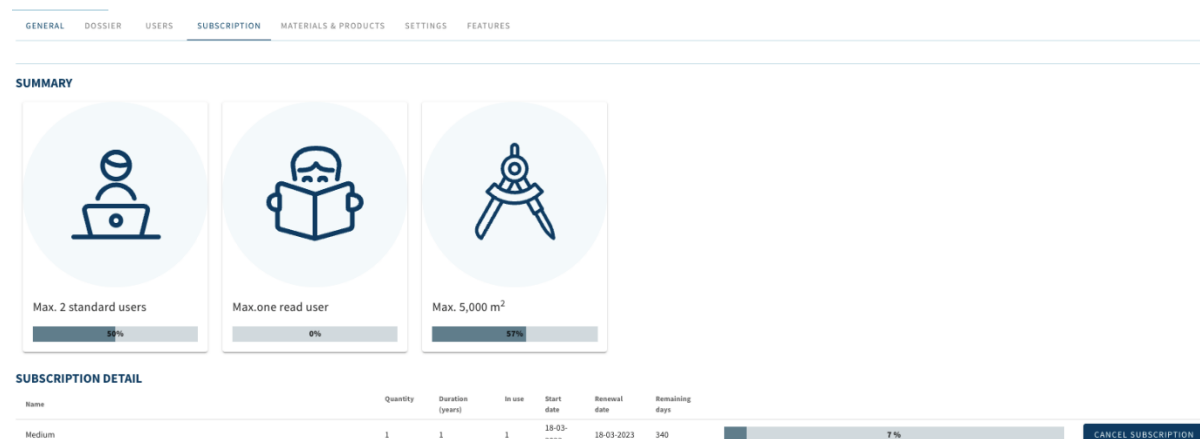 GENERAL DOSSIER USERS SUBSCRIPTION MATERIALS & PRODUCTS SETTINGS FEATURES
SUMMARY
Max. 2 standard users Max.one read user Max. 5,000 m²
50% 0% 57%
SUBSCRIPTION DETAIL
Name Quantity Duration (years) In use Start date Renewal date Remaining days
Medium 1 1 1 18-03- 18-03-2023 340 7 % CANCEL SUBSCRIPTION